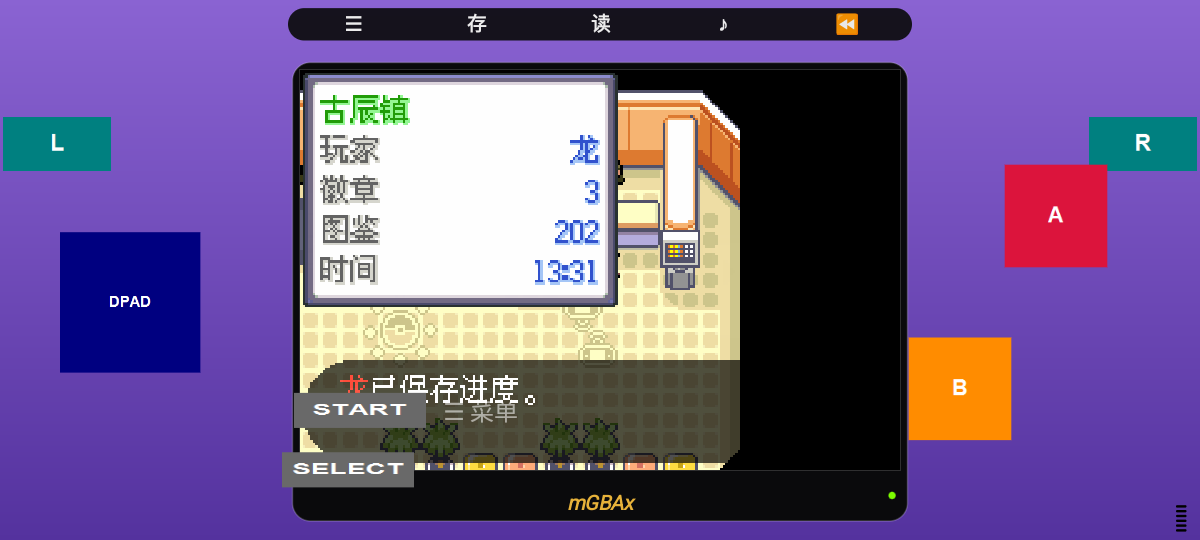 ☰ 存 读 ♪ ⏪
L
R
A
DPAD
B
古辰镇
玩家 龙
徽章 3
图鉴 202
时间 13:31
龙已保存进度。
START
☰ 菜单
SELECT
mGBAx